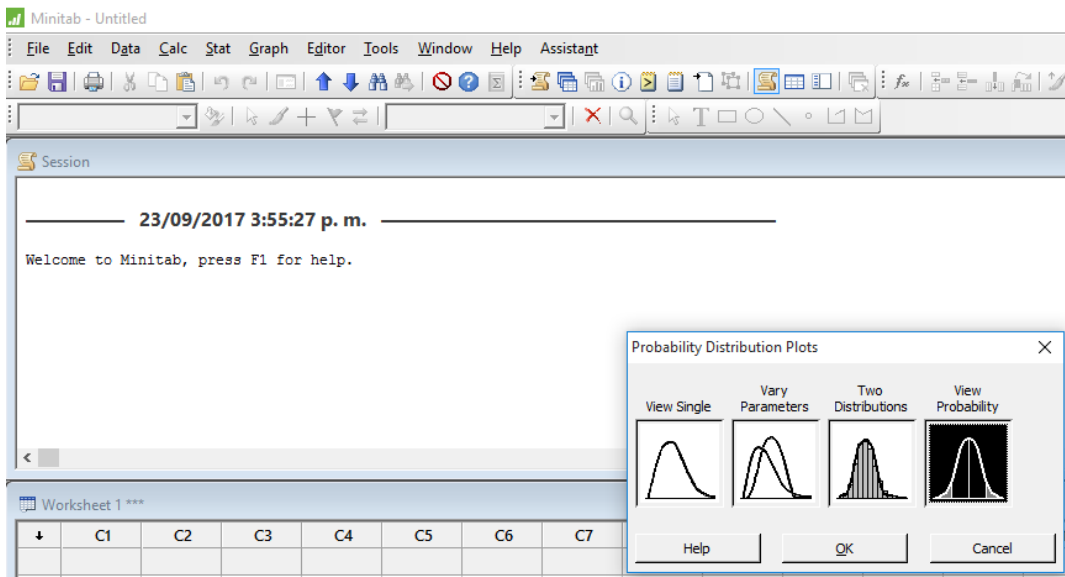 Minitab - Untitled
File Edit Data Calc Stat Graph Editor Tools Window Help Assistant
Session
23/09/2017 3:55:27 p. m.
Welcome to Minitab, press F1 for help.
Probability Distribution Plots
View Single
Vary Parameters
Two Distributions
View Probability
Worksheet 1 ***
C1 C2 C3 C4 C5 C6 C7
Help OK Cancel